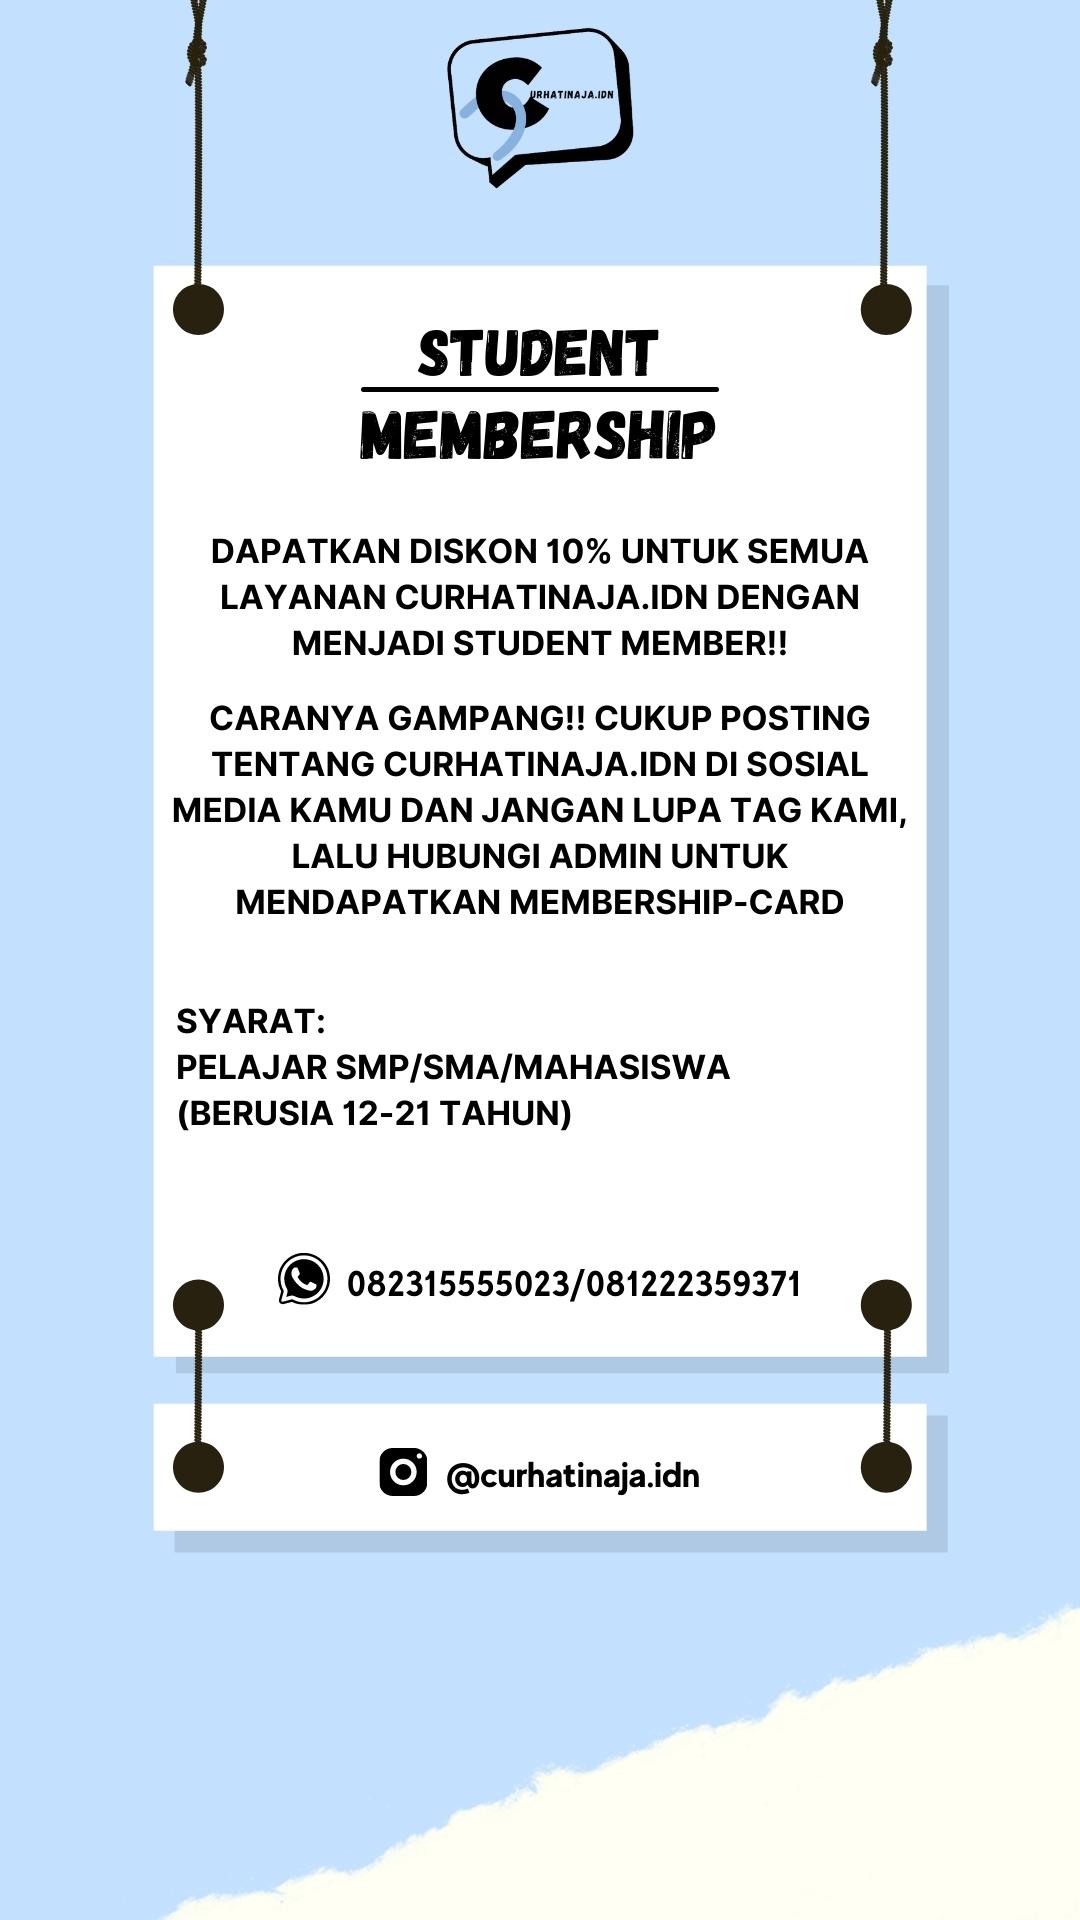 CURHATINAJA.IDN
STUDENT
MEMBERSHIP
DAPATKAN DISKON 10% UNTUK SEMUA
LAYANAN CURHATINAJA.IDN DENGAN
MENJADI STUDENT MEMBER!!
CARANYA GAMPANG!! CUKUP POSTING
TENTANG CURHATINAJA.IDN DI SOSIAL
MEDIA KAMU DAN JANGAN LUPA TAG KAMI,
LALU HUBUNGI ADMIN UNTUK
MENDAPATKAN MEMBERSHIP-CARD
SYARAT:
PELAJAR SMP/SMA/MAHASISWA
(BERUSIA 12-21 TAHUN)
082315555023/081222359371
@curhatinaja.idn